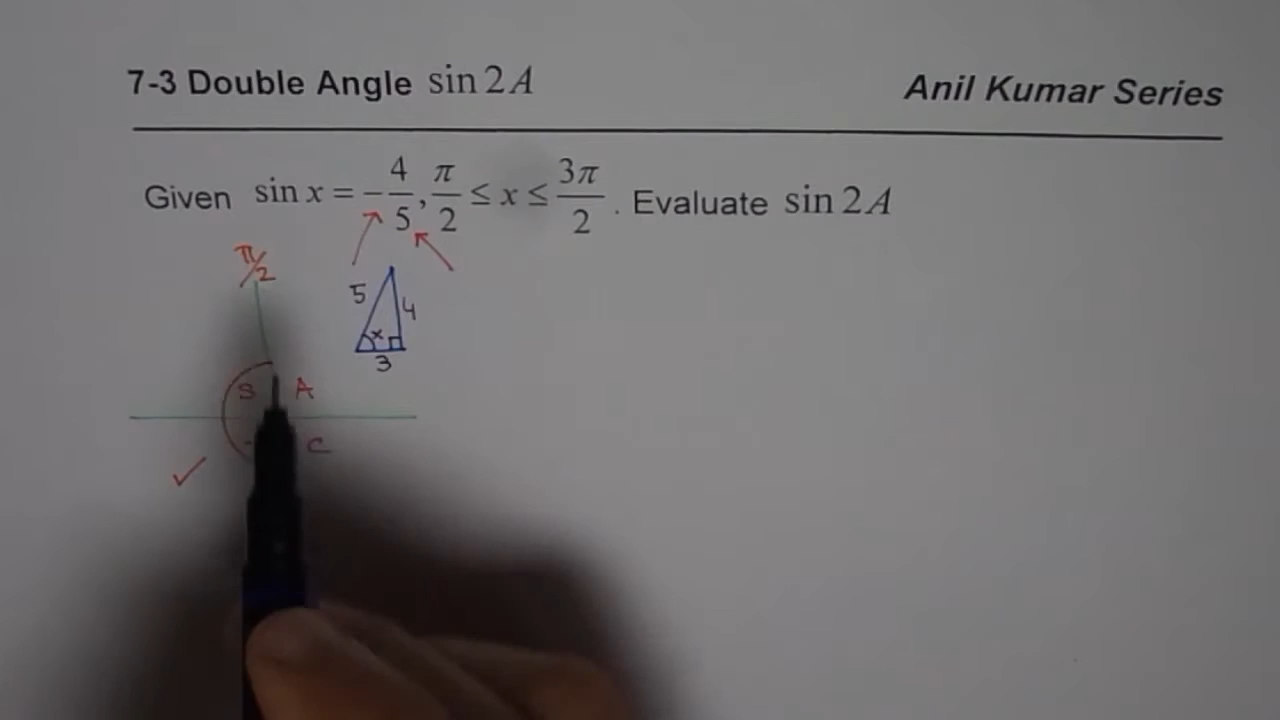 7-3 Double Angle sin 2A Anil Kumar Series
Given sin x = -4/5, π/2 ≤ x ≤ 3π/2. Evaluate sin 2A
π/2
5 4
x
3
S A
C